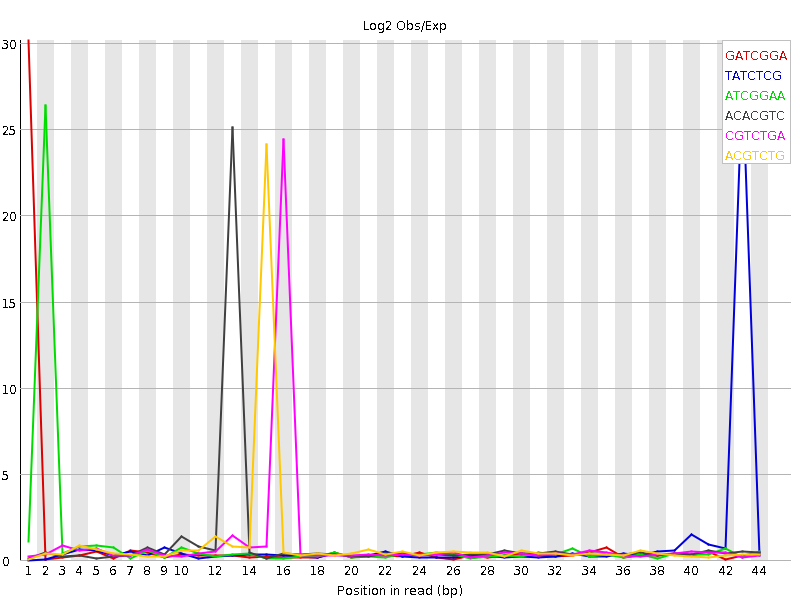 Log2 Obs/Exp
30
25
20
15
10
5
0
GATCGGA
TATCTCG
ATCGGAA
ACACGTC
CGTCTGA
ACGTCTG
1 2 3 4 5 6 7 8 9 10 12 14 16 18 20 22 24 26 28 30 32 34 36 38 40 42 44
Position in read (bp)